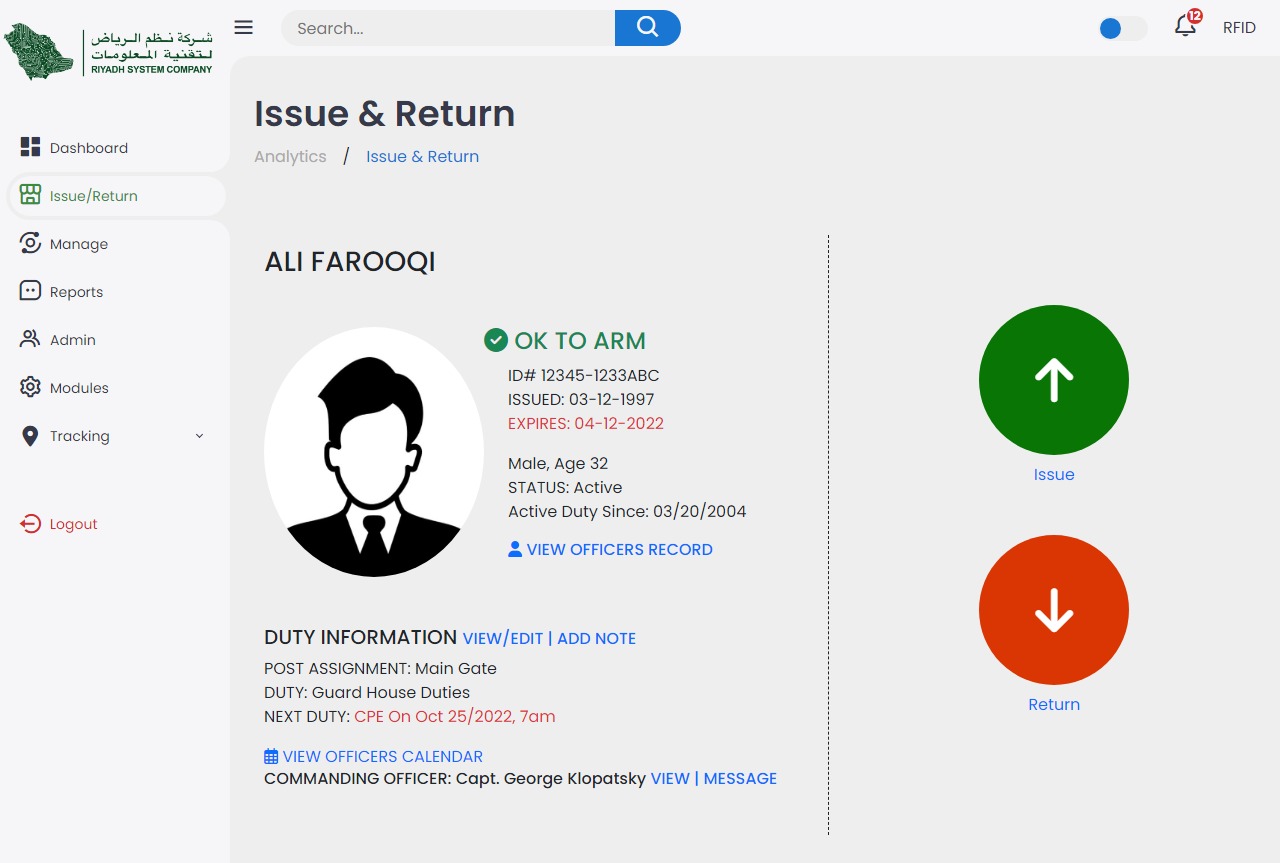 شركة نظم الرياض
لتقنية المعلومات
RIYADH SYSTEM COMPANY
Search...
12
RFID
Dashboard
Issue/Return
Manage
Reports
Admin
Modules
Tracking
Logout
Issue & Return
Analytics / Issue & Return
ALI FAROOQI
OK TO ARM
ID# 12345-1233ABC
ISSUED: 03-12-1997
EXPIRES: 04-12-2022
Male, Age 32
STATUS: Active
Active Duty Since: 03/20/2004
VIEW OFFICERS RECORD
DUTY INFORMATION VIEW/EDIT | ADD NOTE
POST ASSIGNMENT: Main Gate
DUTY: Guard House Duties
NEXT DUTY: CPE On Oct 25/2022, 7am
VIEW OFFICERS CALENDAR
COMMANDING OFFICER: Capt. George Klopatsky VIEW | MESSAGE
Issue
Return